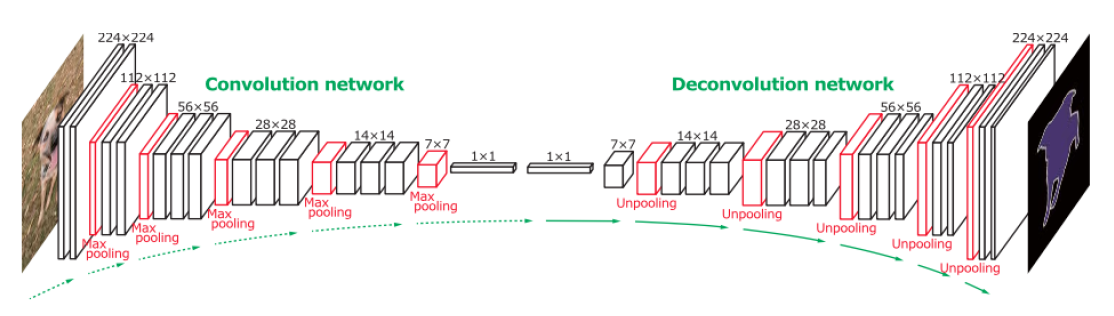 224×224
112×112
56×56
28×28
14×14
7×7
1×1
1×1
7×7
14×14
28×28
56×56
112×112
224×224
Convolution network
Deconvolution network
Max
pooling
Max
pooling
Max
pooling
Max
pooling
Max
pooling
Unpooling
Unpooling
Unpooling
Unpooling
Unpooling